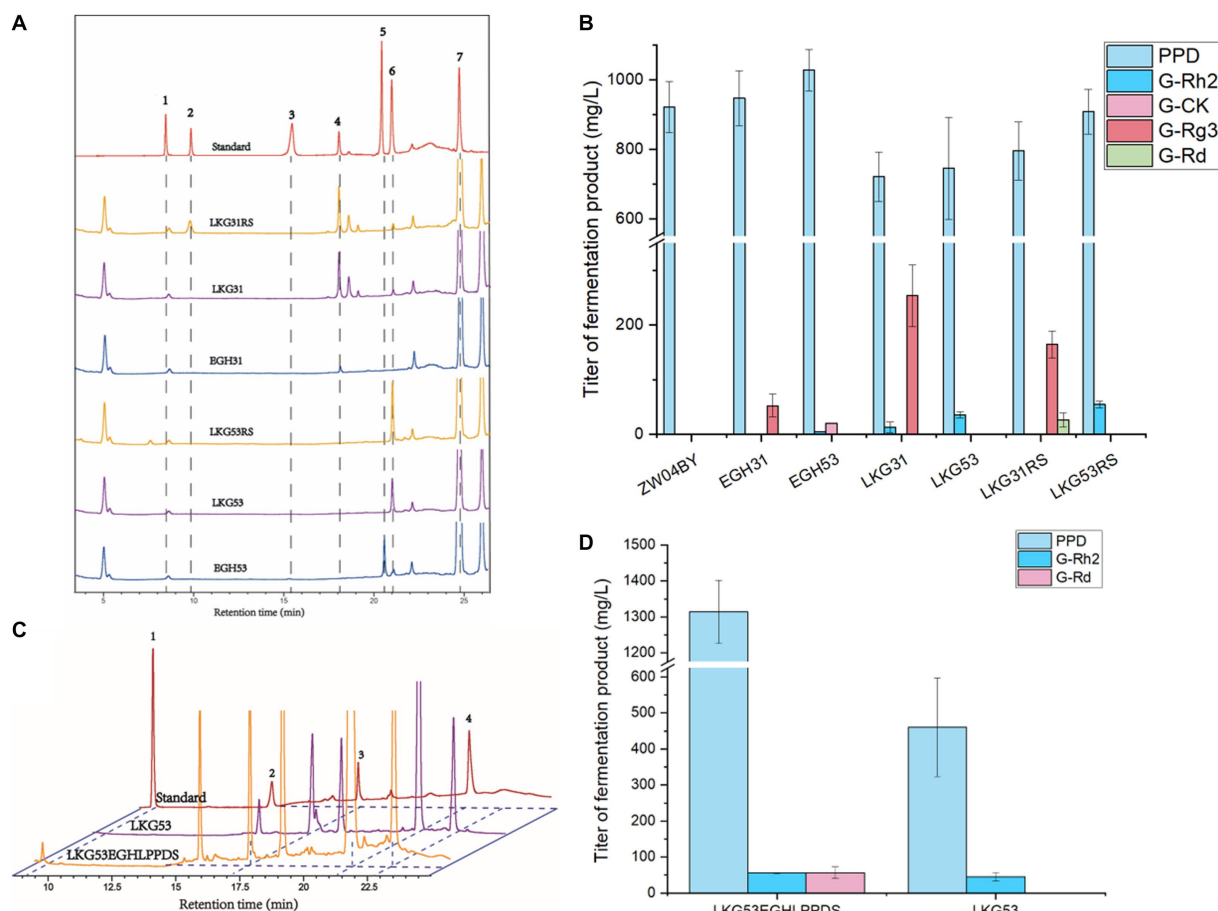 A
1
2
3
4
5
6
7
Standard
LKG31RS
LKG31
EGH31
LKG53RS
LKG53
EGH53
5
10
15
20
25
Retention time (min)
B
Titer of fermentation product (mg/L)
1000
800
600
200
0
PPD
G-Rh2
G-CK
G-Rg3
G-Rd
ZW04BY
EGH31
EGH53
LKG31
LKG53
LKG31RS
LKG53RS
C
1
2
3
4
Standard
LKG53
LKG53EGHLPPDS
10
12.5
15
17.5
20
22.5
Retention time (min)
D
Titer of fermentation product (mg/L)
1500
1400
1300
1200
600
500
400
300
200
100
50
0
PPD
G-Rh2
G-Rd
LKG53EGHLPPDS
LKG53